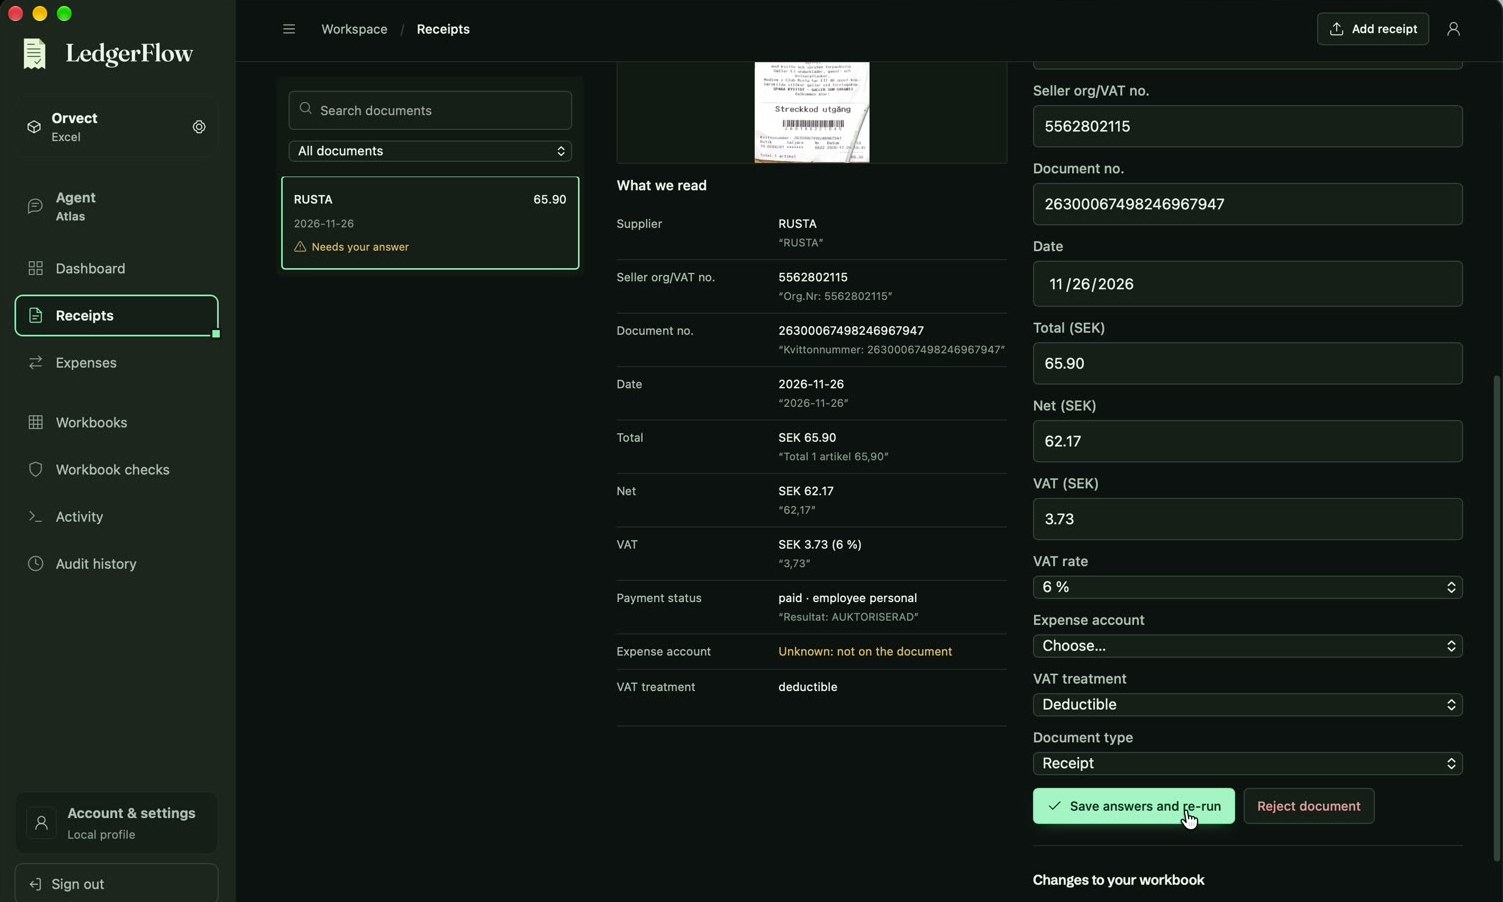 LedgerFlow
Orvect
Excel
Agent
Atlas
Dashboard
Receipts
Expenses
Workbooks
Workbook checks
Activity
Audit history
Account & settings
Local profile
Sign out
Workspace / Receipts
Add receipt
Search documents
All documents
RUSTA 65.90
2026-11-26
Needs your answer
Streckkod utgång
What we read
Supplier RUSTA
"RUSTA"
Seller org/VAT no. 5562802115
"Org.Nr: 5562802115"
Document no. 26300067498246967947
"Kvittonnummer: 26300067498246967947"
Date 2026-11-26
"2026-11-26"
Total SEK 65.90
"Total 1 artikel 65,90"
Net SEK 62.17
"62,17"
VAT SEK 3.73 (6 %)
"3,73"
Payment status paid · employee personal
"Resultat: AUKTORISERAD"
Expense account Unknown: not on the document
VAT treatment deductible
Seller org/VAT no.
5562802115
Document no.
26300067498246967947
Date
11/26/2026
Total (SEK)
65.90
Net (SEK)
62.17
VAT (SEK)
3.73
VAT rate
6 %
Expense account
Choose...
VAT treatment
Deductible
Document type
Receipt
Save answers and re-run
Reject document
Changes to your workbook